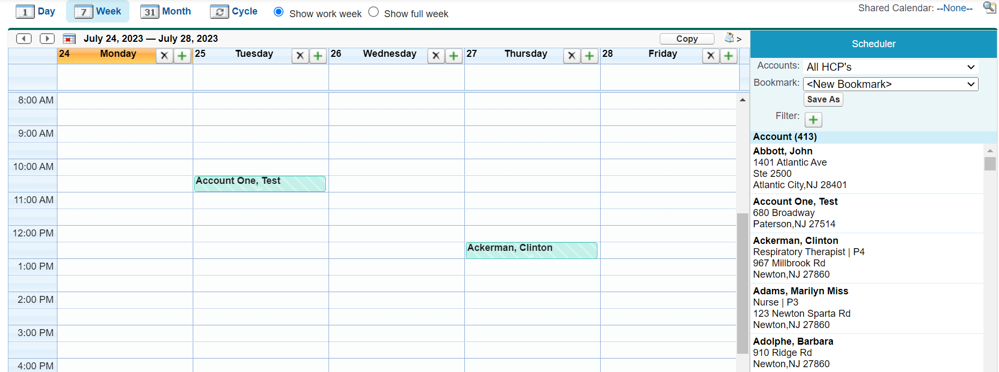 1 Day 7 Week 31 Month Cycle Show work week Show full week Shared Calendar: --None--
July 24, 2023 — July 28, 2023 Copy >
24 Monday 25 Tuesday 26 Wednesday 27 Thursday 28 Friday
8:00 AM
9:00 AM
10:00 AM
Account One, Test
11:00 AM
12:00 PM
Ackerman, Clinton
1:00 PM
2:00 PM
3:00 PM
4:00 PM
Scheduler
Accounts: All HCP's
Bookmark: <New Bookmark>
Save As
Filter:
Account (413)
Abbott, John
1401 Atlantic Ave
Ste 2500
Atlantic City,NJ 28401
Account One, Test
680 Broadway
Paterson,NJ 27514
Ackerman, Clinton
Respiratory Therapist | P4
967 Millbrook Rd
Newton,NJ 27860
Adams, Marilyn Miss
Nurse | P3
123 Newton Sparta Rd
Newton,NJ 27860
Adolphe, Barbara
910 Ridge Rd
Newton,NJ 27860